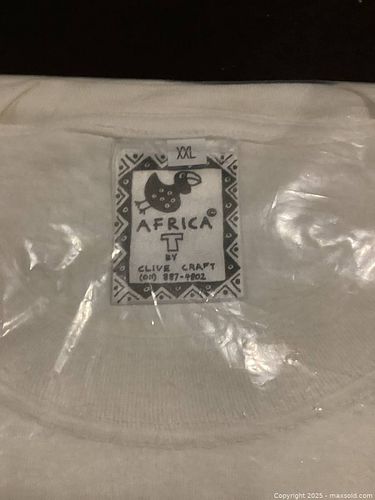 XXL
AFRICA©
T
BY
CLIVE CRAFT
(011) 887-4802
Copyright 2025 - maxsold.com